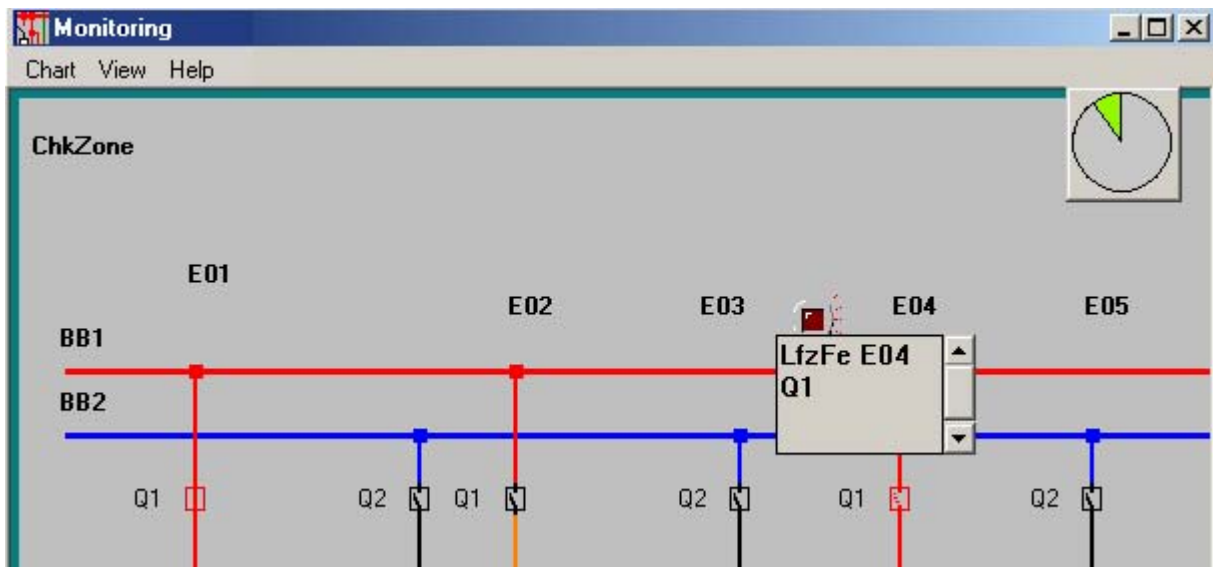 Monitoring
Chart View Help
ChkZone
E01
E02 E03 E04 E05
BB1
LfzFe E04
Q1
BB2
Q1 Q2 Q1 Q2 Q1 Q2